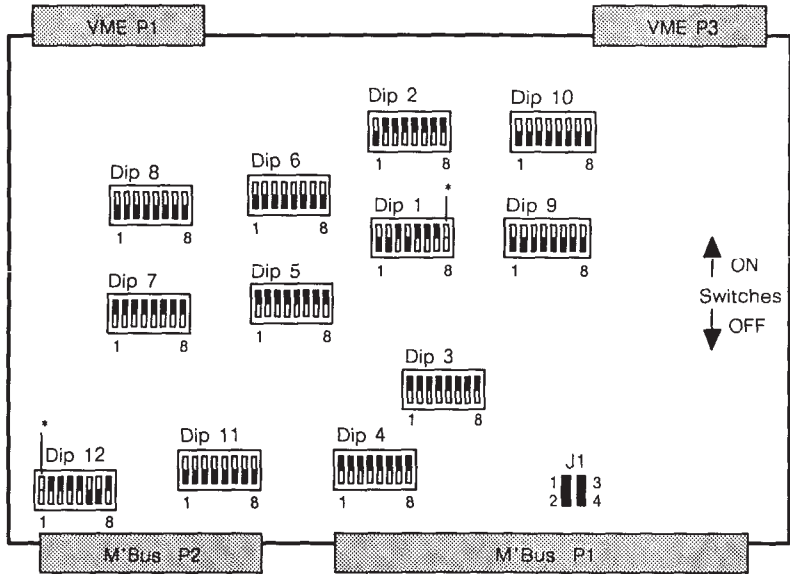 VME P1
VME P3
Dip 2
1 8
Dip 10
1 8
Dip 8
1 8
Dip 6
1 8
*
Dip 1
1 8
Dip 9
1 8
ON
Switches
OFF
Dip 7
1 8
Dip 5
1 8
Dip 3
1 8
*
Dip 12
1 8
Dip 11
1 8
Dip 4
1 8
J1
1 3
2 4
M'Bus P2
M'Bus P1